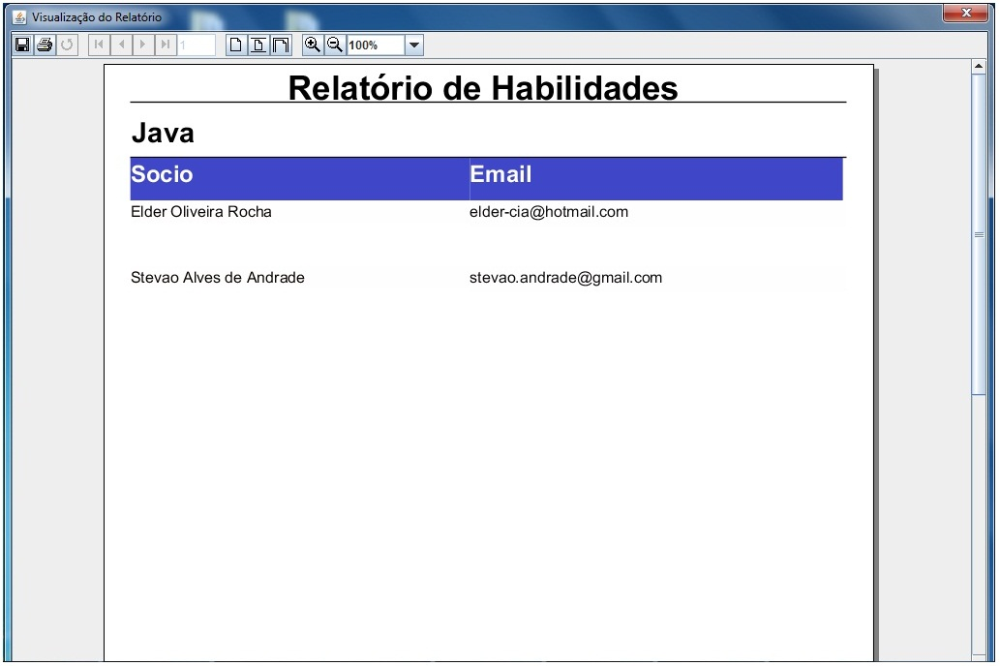 Visualização do Relatório
1
100%
Relatório de Habilidades
Java
Socio Email
Elder Oliveira Rocha elder-cia@hotmail.com
Stevao Alves de Andrade stevao.andrade@gmail.com